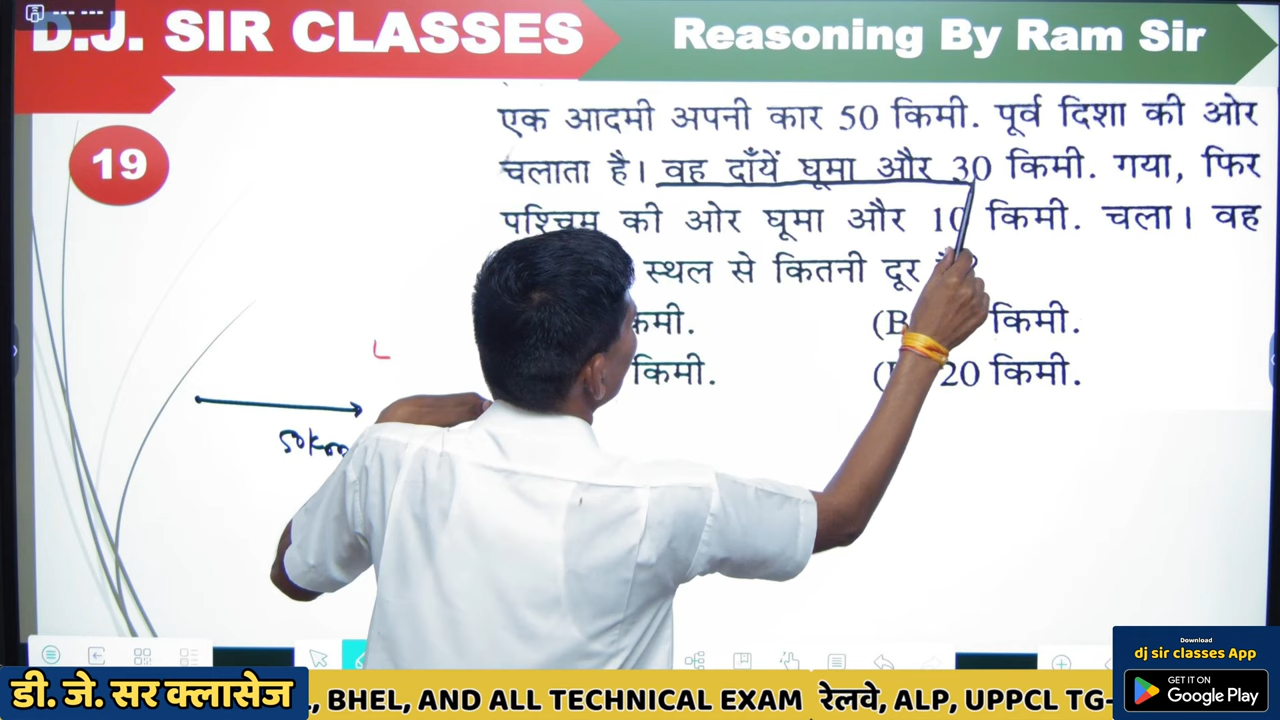 D.J. SIR CLASSES
Reasoning By Ram Sir
19
एक आदमी अपनी कार 50 किमी. पूर्व दिशा की ओर
चलाता है। वह दाँयें घूमा और 30 किमी. गया, फिर
पश्चिम की ओर घूमा और 10 किमी. चला। वह
स्थल से कितनी दूर
किमी. (B किमी.
किमी. 20 किमी.
50km
डी. जे. सर क्लासेज
, BHEL, AND ALL TECHNICAL EXAM रेलवे, ALP, UPPCL TG-
Download
dj sir classes App
GET IT ON
Google Play